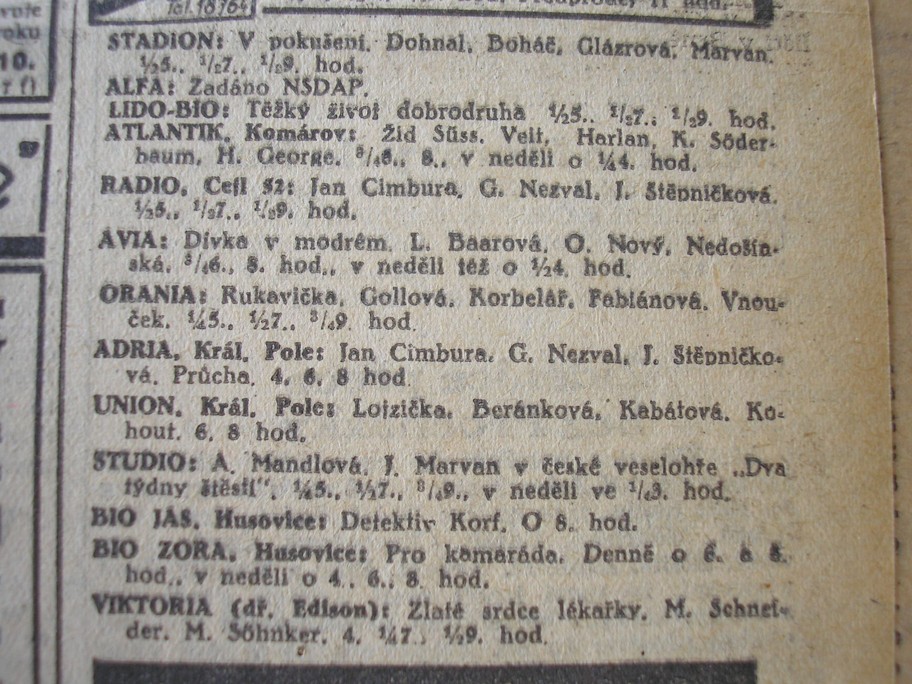 Tel. 18164
STADION: V pokušení. Dohnal, Boháč, Glázrová, Marvan.
½5., ½7., ½9. hod.
ALFA: Zadáno NSDAP.
LIDO-BIO: Těžký život dobrodruha ½5., ½7., ½9. hod.
ATLANTIK, Komárov: Žid Süss. Veit, Harlan, K. Söder-
baum, H. George. ¾6., 8., v neděli o ¼4. hod.
RADIO, Cejl 52: Jan Cimbura. G. Nezval, J. Štěpničková.
½5., ½7., ½9. hod.
AVIA: Dívka v modrém. L. Baarová, O. Nový, Nedošin-
ská. ¾6., 8. hod., v neděli též o ½4. hod.
ORANIA: Rukavička. Gollová, Korbelář, Fabiánová, Vnou-
ček. ¼5., ½7., ¾9. hod.
ADRIA, Král. Pole: Jan Cimbura. G. Nezval, J. Štěpničko-
vá, Průcha. 4, 6, 8 hod.
UNION, Král. Pole: Lojzička. Beránková, Kabátová, Ko-
hout. 6, 8 hod.
STUDIO: A. Mandlová, J. Marvan v české veselohře „Dva
týdny štěstí". ¼5., ½7., ¾9., v neděli ve ¼3. hod.
BIO JAS, Husovice: Detektiv Korf. O 8. hod.
BIO ZORA, Husovice: Pro kamaráda. Denně o 6. a 8.
hod., v neděli o 4., 6., 8. hod.
VIKTORIA (dř. Edison): Zlaté srdce lékařky. M. Schnei-
der. M. Söhnker. 4, ¼7., ½9. hod.